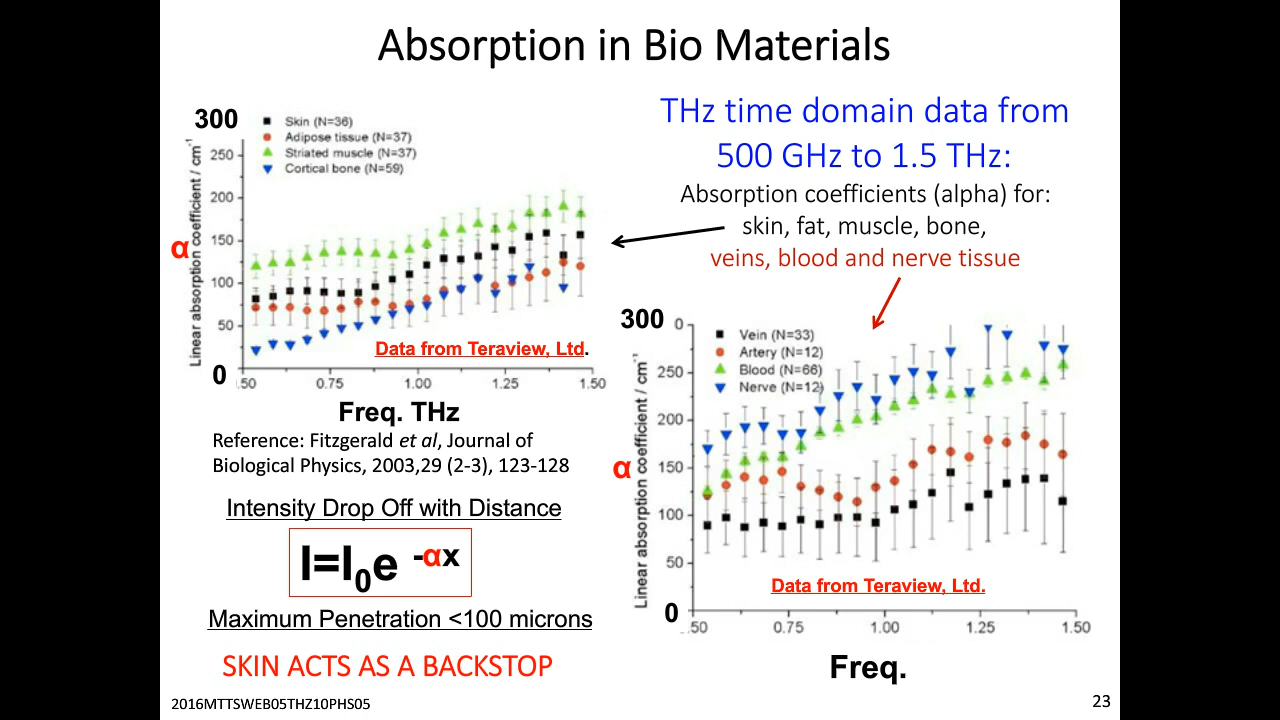 Absorption in Bio Materials
300
Skin (N=36)
Adipose tissue (N=37)
Striated muscle (N=37)
Cortical bone (N=59)
250
200
150
100
50
0
α
Linear absorption coefficient / cm⁻¹
Data from Teraview, Ltd.
.50
0.75
1.00
1.25
1.50
Freq. THz
Reference: Fitzgerald et al, Journal of
Biological Physics, 2003,29 (2-3), 123-128
Intensity Drop Off with Distance
I=I₀e -αx
Maximum Penetration <100 microns
SKIN ACTS AS A BACKSTOP
THz time domain data from
500 GHz to 1.5 THz:
Absorption coefficients (alpha) for:
skin, fat, muscle, bone,
veins, blood and nerve tissue
300
0
Vein (N=33)
Artery (N=12)
Blood (N=66)
Nerve (N=12)
250
200
150
100
50
0
α
Linear absorption coefficient / cm⁻¹
Data from Teraview, Ltd.
.50
0.75
1.00
1.25
1.50
Freq.
2016MTTSWEB05THZ10PHS05
23